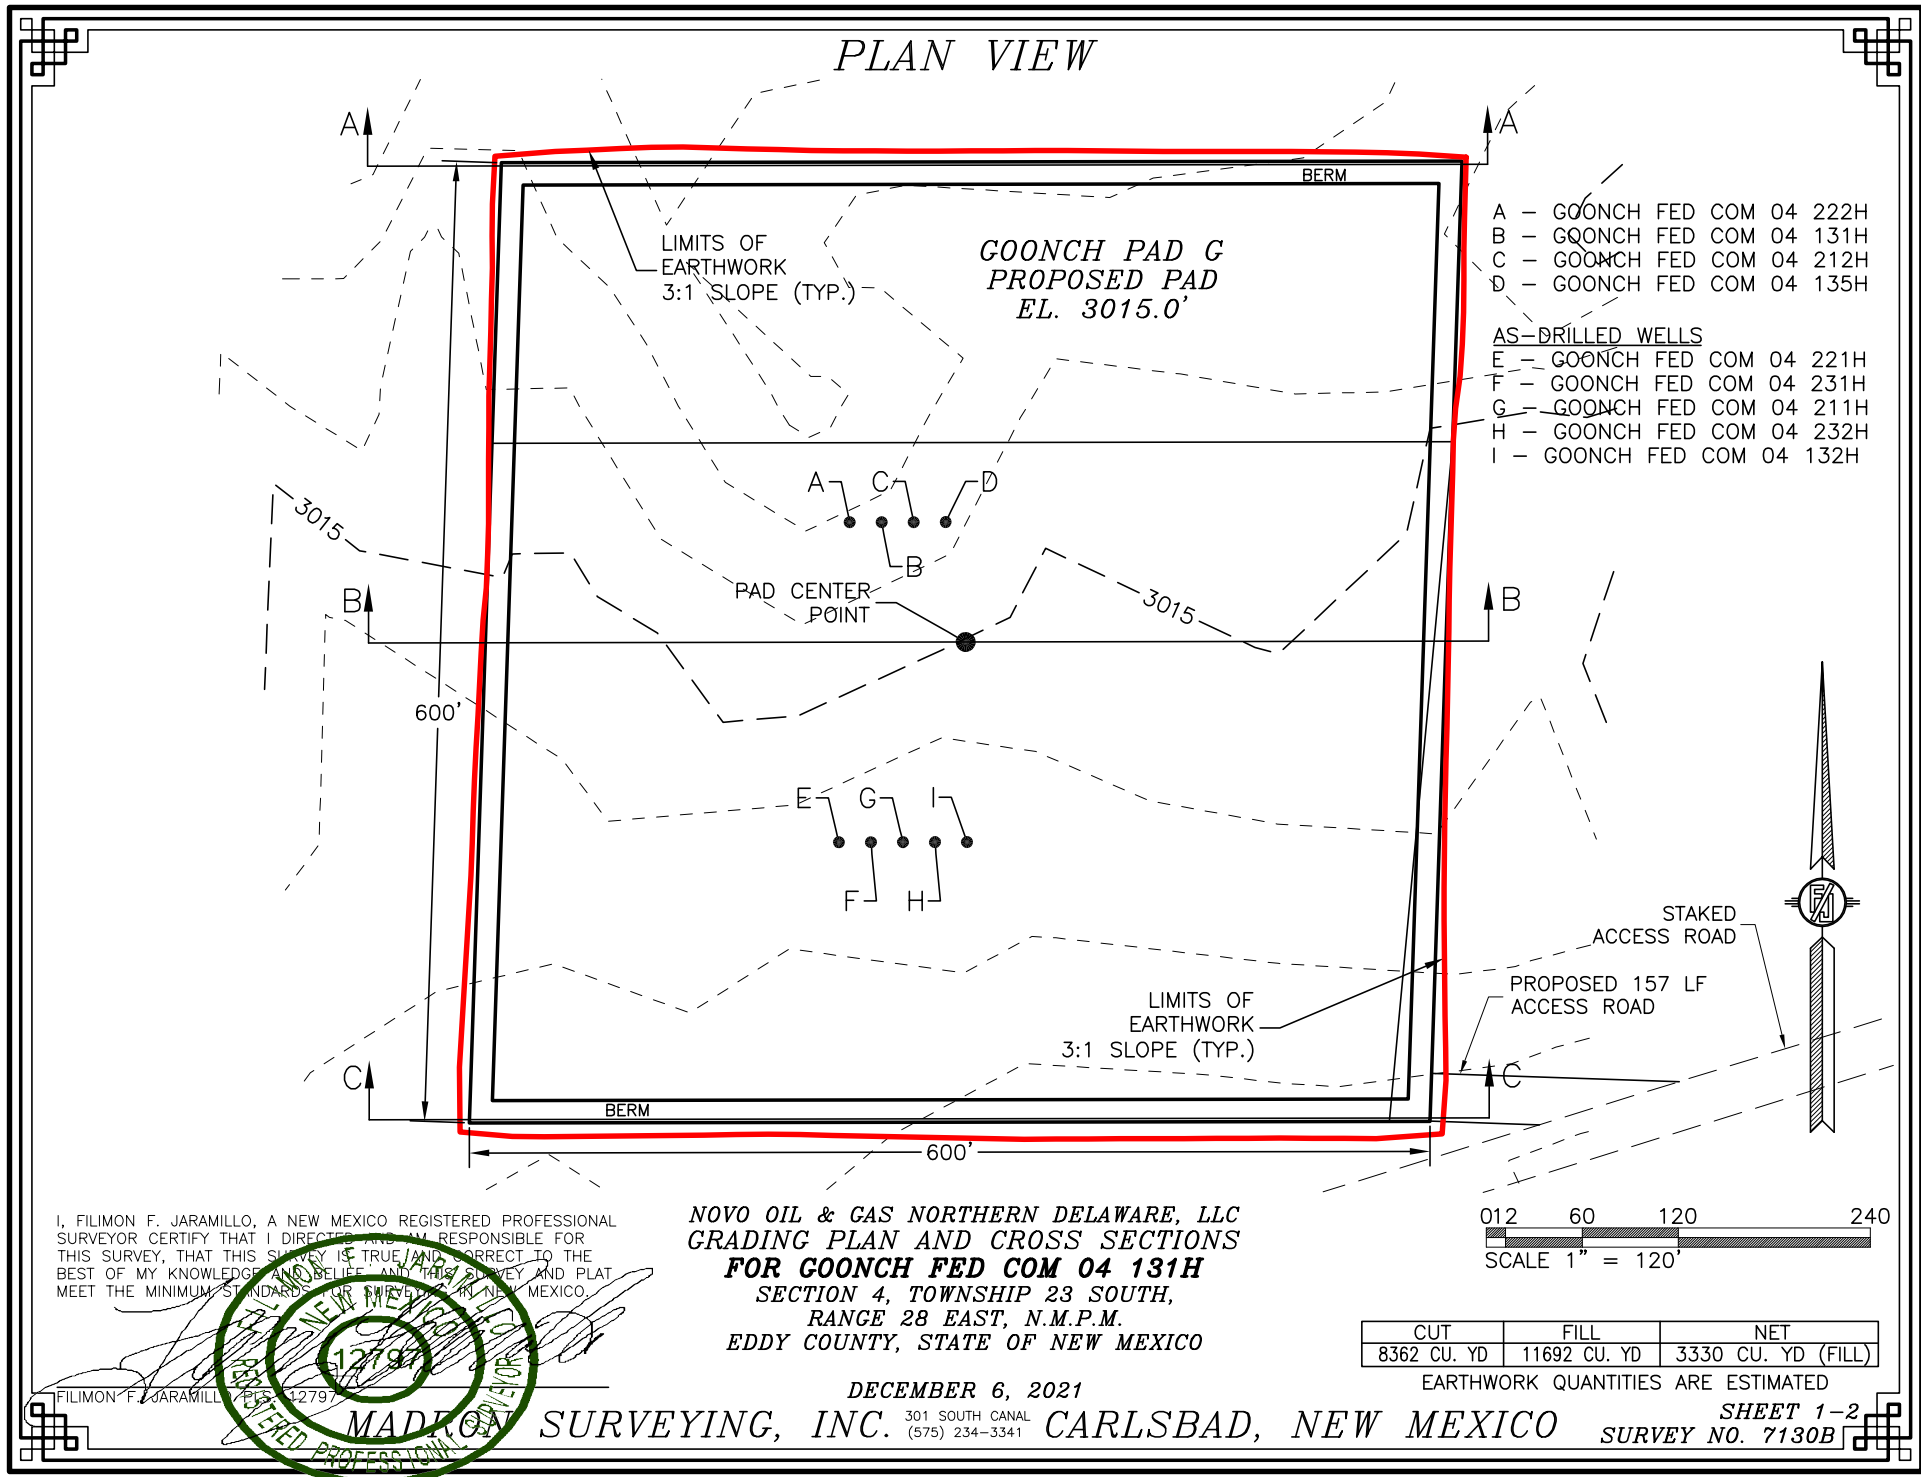 PLAN VIEW
A
A
BERM
LIMITS OF
EARTHWORK
3:1 SLOPE (TYP.)
GOONCH PAD G
PROPOSED PAD
EL. 3015.0'
A – GOONCH FED COM 04 222H
B – GOONCH FED COM 04 131H
C – GOONCH FED COM 04 212H
D – GOONCH FED COM 04 135H
AS–DRILLED WELLS
E – GOONCH FED COM 04 221H
F – GOONCH FED COM 04 231H
G – GOONCH FED COM 04 211H
H – GOONCH FED COM 04 232H
I – GOONCH FED COM 04 132H
A C D
B
3015
PAD CENTER
POINT
3015
B
B
600'
E G I
F H
STAKED
ACCESS ROAD
PROPOSED 157 LF
ACCESS ROAD
LIMITS OF
EARTHWORK
3:1 SLOPE (TYP.)
C
C
BERM
600'
FJ
I, FILIMON F. JARAMILLO, A NEW MEXICO REGISTERED PROFESSIONAL
SURVEYOR CERTIFY THAT I DIRECTED AND AM RESPONSIBLE FOR
THIS SURVEY, THAT THIS SURVEY IS TRUE AND CORRECT TO THE
BEST OF MY KNOWLEDGE AND BELIEF, AND THIS SURVEY AND PLAT
MEET THE MINIMUM STANDARDS FOR SURVEYING IN NEW MEXICO.
FILIMON F. JARAMILLO
NEW MEXICO
12797
REGISTERED PROFESSIONAL SURVEYOR
FILIMON F. JARAMILLO, PLS. 12797
NOVO OIL & GAS NORTHERN DELAWARE, LLC
GRADING PLAN AND CROSS SECTIONS
FOR GOONCH FED COM 04 131H
SECTION 4, TOWNSHIP 23 SOUTH,
RANGE 28 EAST, N.M.P.M.
EDDY COUNTY, STATE OF NEW MEXICO
DECEMBER 6, 2021
012 60 120 240
SCALE 1" = 120'
CUT FILL NET
8362 CU. YD 11692 CU. YD 3330 CU. YD (FILL)
EARTHWORK QUANTITIES ARE ESTIMATED
MADRON SURVEYING, INC. 301 SOUTH CANAL (575) 234–3341 CARLSBAD, NEW MEXICO
SHEET 1–2
SURVEY NO. 7130B